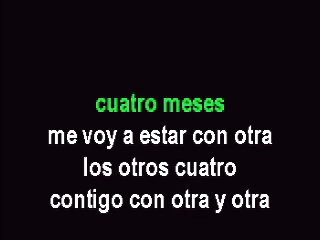 cuatro meses
me voy a estar con otra
los otros cuatro
contigo con otra y otra